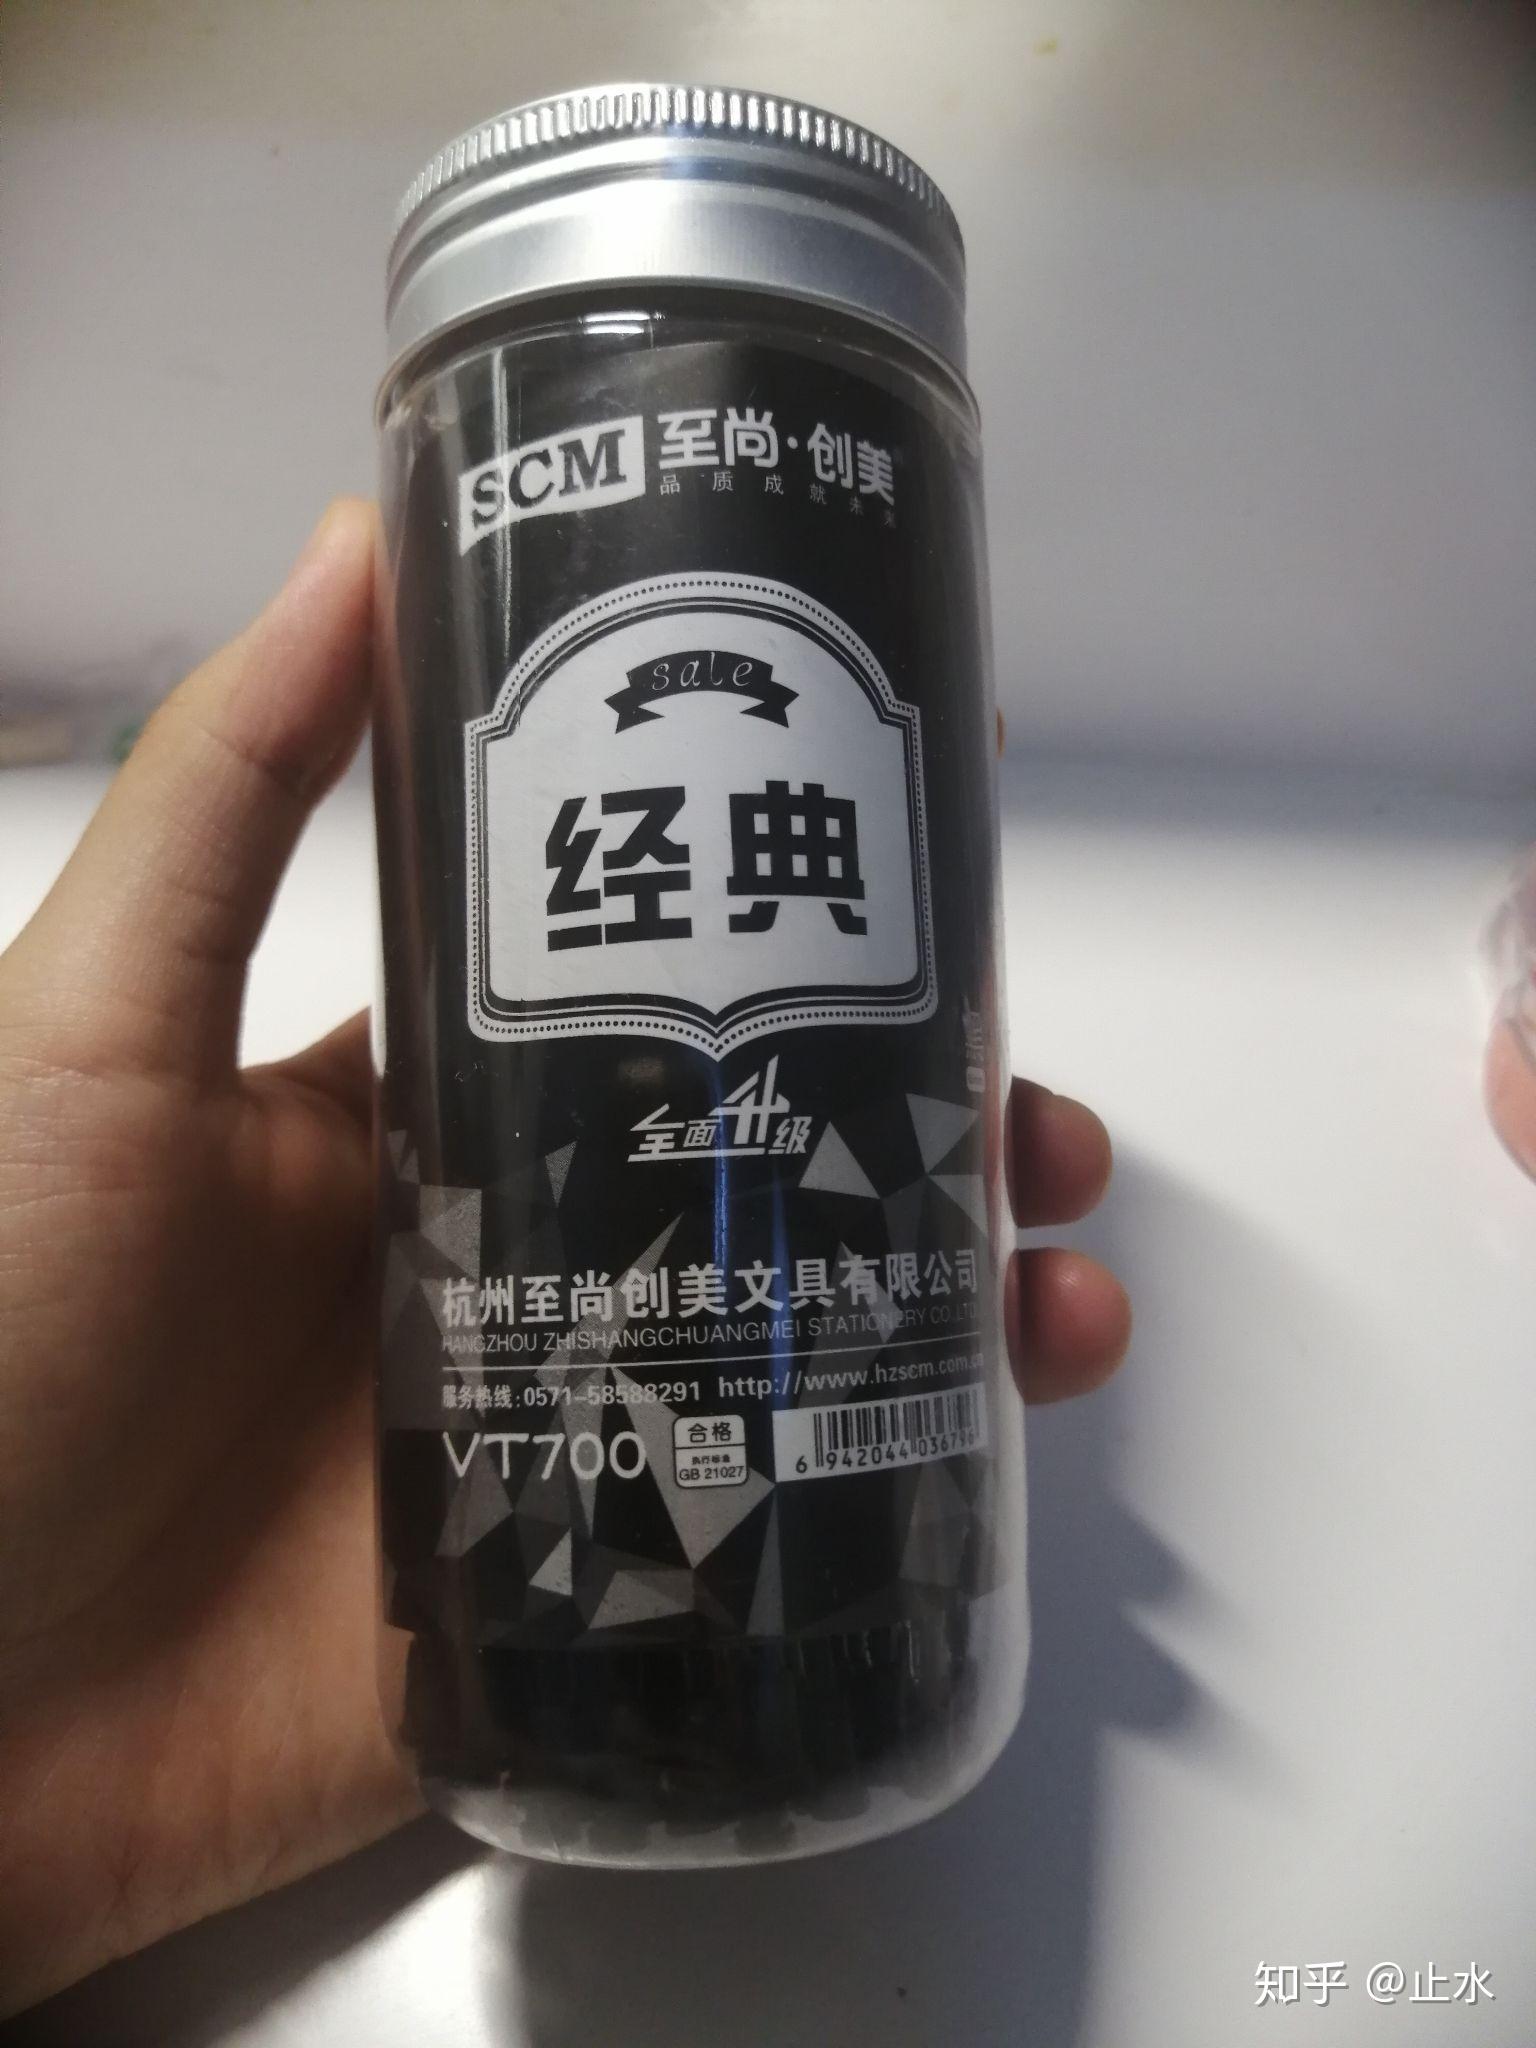 SCM 至尚·创美
品质成就未来
sale
经典
全面升级
杭州至尚创美文具有限公司
HANGZHOU ZHISHANGCHUANGMEI STATIONERY CO.,LTD
服务热线:0571-58588291 http://www.hzscm.com.cn
VT700
合格
执行标准
GB 21027
6 942044 036796
知乎 @止水